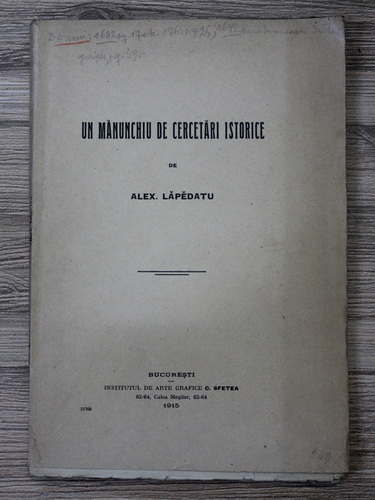 UN MĂNUNCHIU DE CERCETĂRI ISTORICE
DE
ALEX. LĂPĔDATU
BUCUREȘTI
INSTITUTUL DE ARTE GRAFICE C. SFETEA
62-64, Calea Moșilor, 62-64
1915